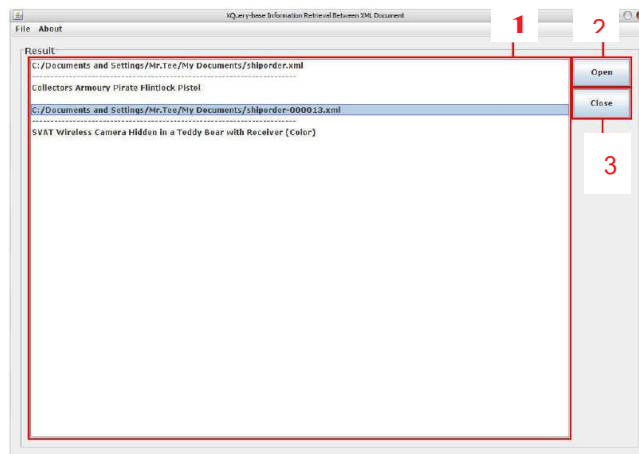 XQuery-base Information Retrieval Between XML Document
File About
1
2
Result
C:/Documents and Settings/Mr.Tee/My Documents/shiporder.xml
Open
Collectors Armoury Pirate Flintlock Pistol
Close
C:/Documents and Settings/Mr.Tee/My Documents/shiporder-000013.xml
SVAT Wireless Camera Hidden in a Teddy Bear with Receiver (Color)
3